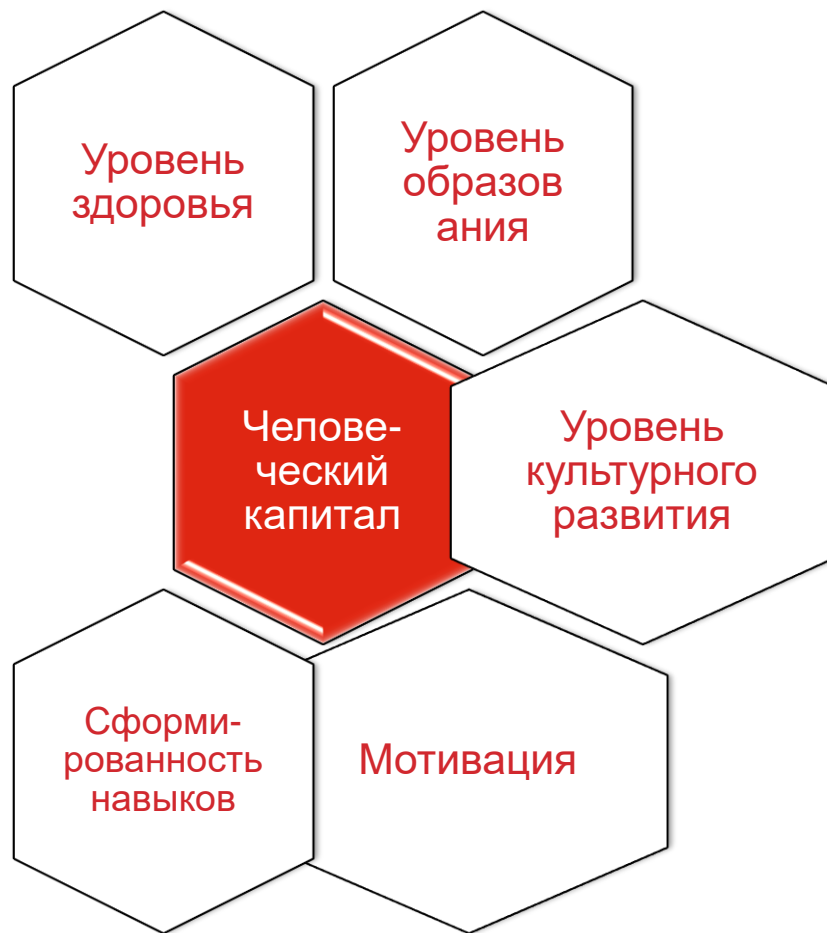 Уровень
здоровья
Уровень
образов
ания
Челове-
ческий
капитал
Уровень
культурного
развития
Сформи-
рованность
навыков
Мотивация